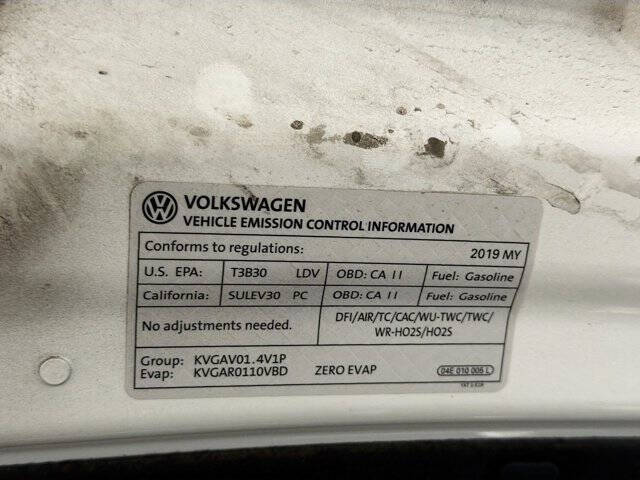 VOLKSWAGEN
VEHICLE EMISSION CONTROL INFORMATION
Conforms to regulations: 2019 MY
U.S. EPA: T3B30 LDV OBD: CA II Fuel: Gasoline
California: SULEV30 PC OBD: CA II Fuel: Gasoline
No adjustments needed. DFI/AIR/TC/CAC/WU-TWC/TWC/
WR-HO2S/HO2S
Group: KVGAV01.4V1P
Evap: KVGAR0110VBD ZERO EVAP 04E 010 005 L